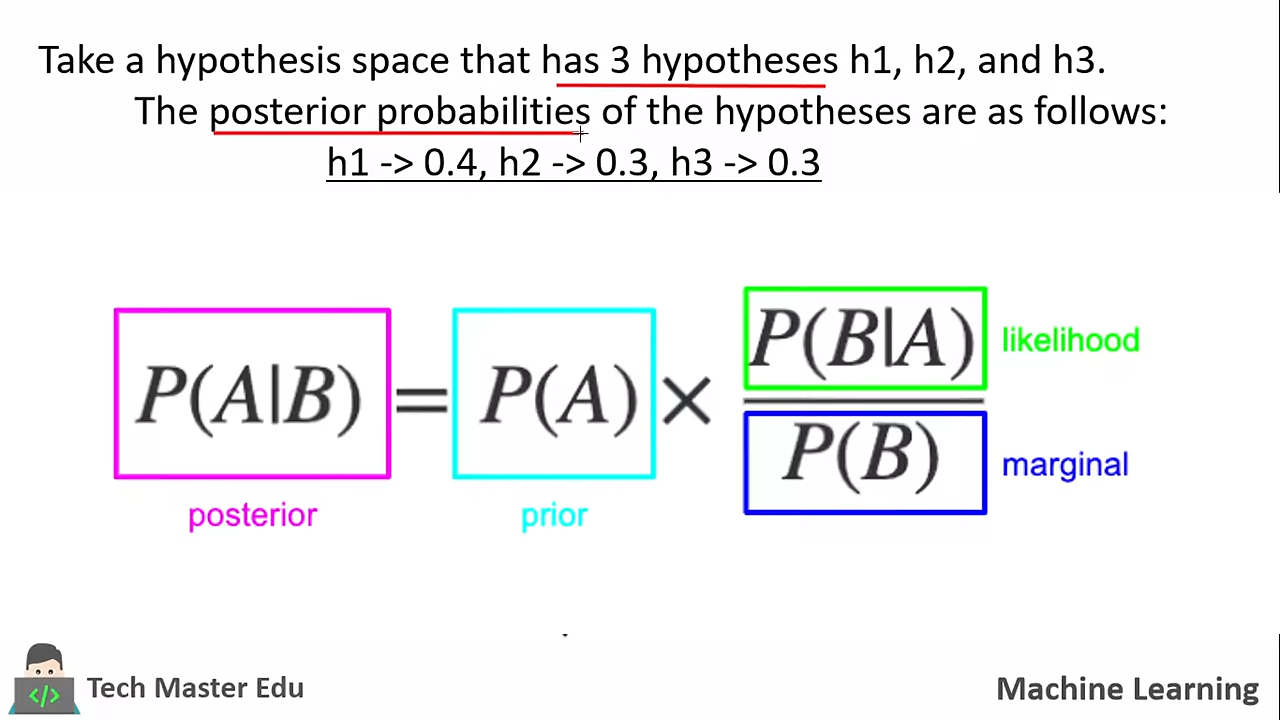 Take a hypothesis space that has 3 hypotheses h1, h2, and h3.
The posterior probabilities of the hypotheses are as follows:
h1 -> 0.4, h2 -> 0.3, h3 -> 0.3
P(A|B) = P(A) × P(B|A)
P(B)
likelihood
marginal
posterior
prior
</>
Tech Master Edu
Machine Learning